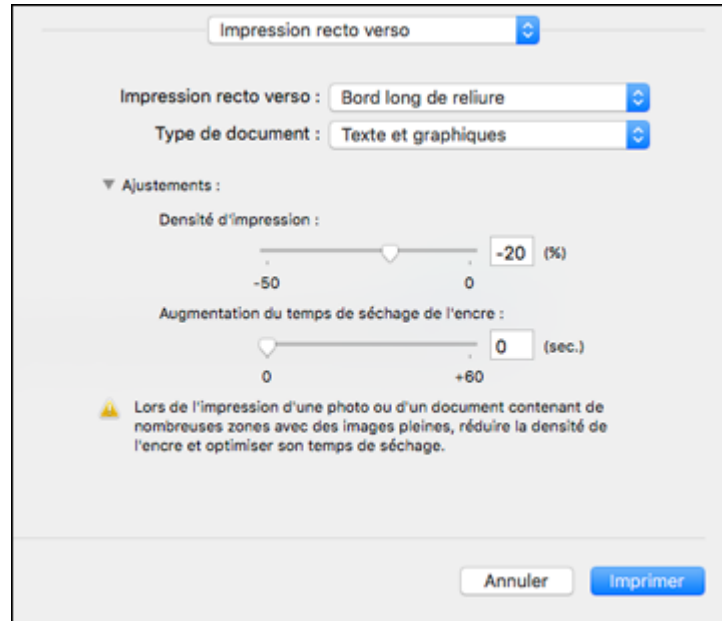 Impression recto verso
Impression recto verso : Bord long de reliure
Type de document : Texte et graphiques
Ajustements :
Densité d'impression :
-20 (%)
-50 0
Augmentation du temps de séchage de l'encre :
0 (sec.)
0 +60
Lors de l'impression d'une photo ou d'un document contenant de
nombreuses zones avec des images pleines, réduire la densité de
l'encre et optimiser son temps de séchage.
Annuler Imprimer